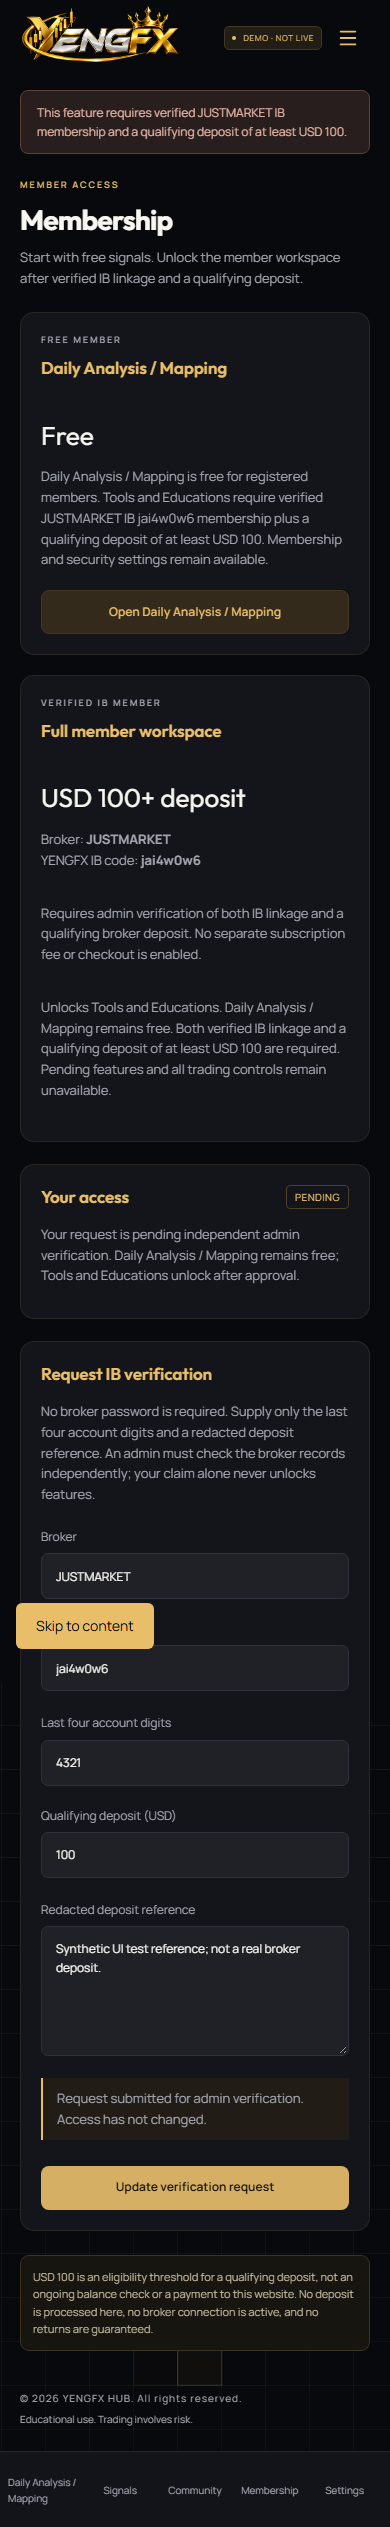 YENGFX
DEMO - NOT LIVE
This feature requires verified JUSTMARKET IB
membership and a qualifying deposit of at least USD 100.
MEMBER ACCESS
Membership
Start with free signals. Unlock the member workspace
after verified IB linkage and a qualifying deposit.
FREE MEMBER
Daily Analysis / Mapping
Free
Daily Analysis / Mapping is free for registered
members. Tools and Educations require verified
JUSTMARKET IB jai4w0w6 membership plus a
qualifying deposit of at least USD 100. Membership
and security settings remain available.
Open Daily Analysis / Mapping
VERIFIED IB MEMBER
Full member workspace
USD 100+ deposit
Broker: JUSTMARKET
YENGFX IB code: jai4w0w6
Requires admin verification of both IB linkage and a
qualifying broker deposit. No separate subscription
fee or checkout is enabled.
Unlocks Tools and Educations. Daily Analysis /
Mapping remains free. Both verified IB linkage and a
qualifying deposit of at least USD 100 are required.
Pending features and all trading controls remain
unavailable.
Your access
PENDING
Your request is pending independent admin
verification. Daily Analysis / Mapping remains free;
Tools and Educations unlock after approval.
Request IB verification
No broker password is required. Supply only the last
four account digits and a redacted deposit
reference. An admin must check the broker records
independently; your claim alone never unlocks
features.
Broker
JUSTMARKET
Skip to content
jai4w0w6
Last four account digits
4321
Qualifying deposit (USD)
100
Redacted deposit reference
Synthetic UI test reference; not a real broker
deposit.
Request submitted for admin verification.
Access has not changed.
Update verification request
USD 100 is an eligibility threshold for a qualifying deposit, not an
ongoing balance check or a payment to this website. No deposit
is processed here, no broker connection is active, and no
returns are guaranteed.
© 2026 YENGFX HUB. All rights reserved.
Educational use. Trading involves risk.
Daily Analysis /
Mapping
Signals
Community
Membership
Settings